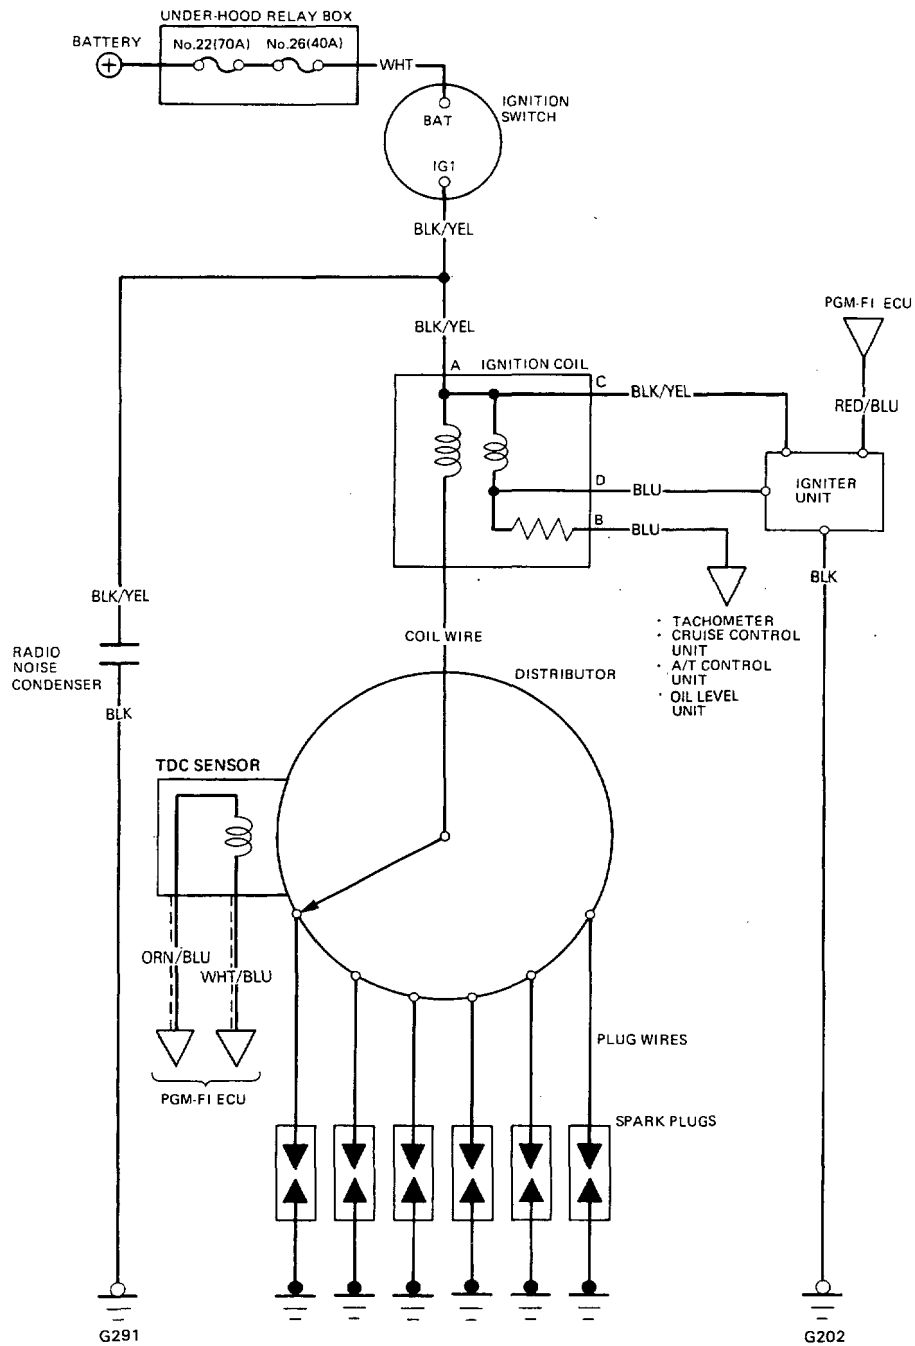 UNDER-HOOD RELAY BOX
BATTERY
No.22(70A) No.26(40A)
+
WHT
IGNITION
SWITCH
BAT
IG1
BLK/YEL
PGM-FI ECU
BLK/YEL
A
IGNITION COIL
C
BLK/YEL
RED/BLU
D
BLU
IGNITER
UNIT
B
BLU
BLK
BLK/YEL
· TACHOMETER
· CRUISE CONTROL
UNIT
· A/T CONTROL
UNIT
· OIL LEVEL
UNIT
COIL WIRE
RADIO
NOISE
CONDENSER
DISTRIBUTOR
BLK
TDC SENSOR
ORN/BLU
WHT/BLU
PLUG WIRES
PGM-FI ECU
SPARK PLUGS
G291
G202